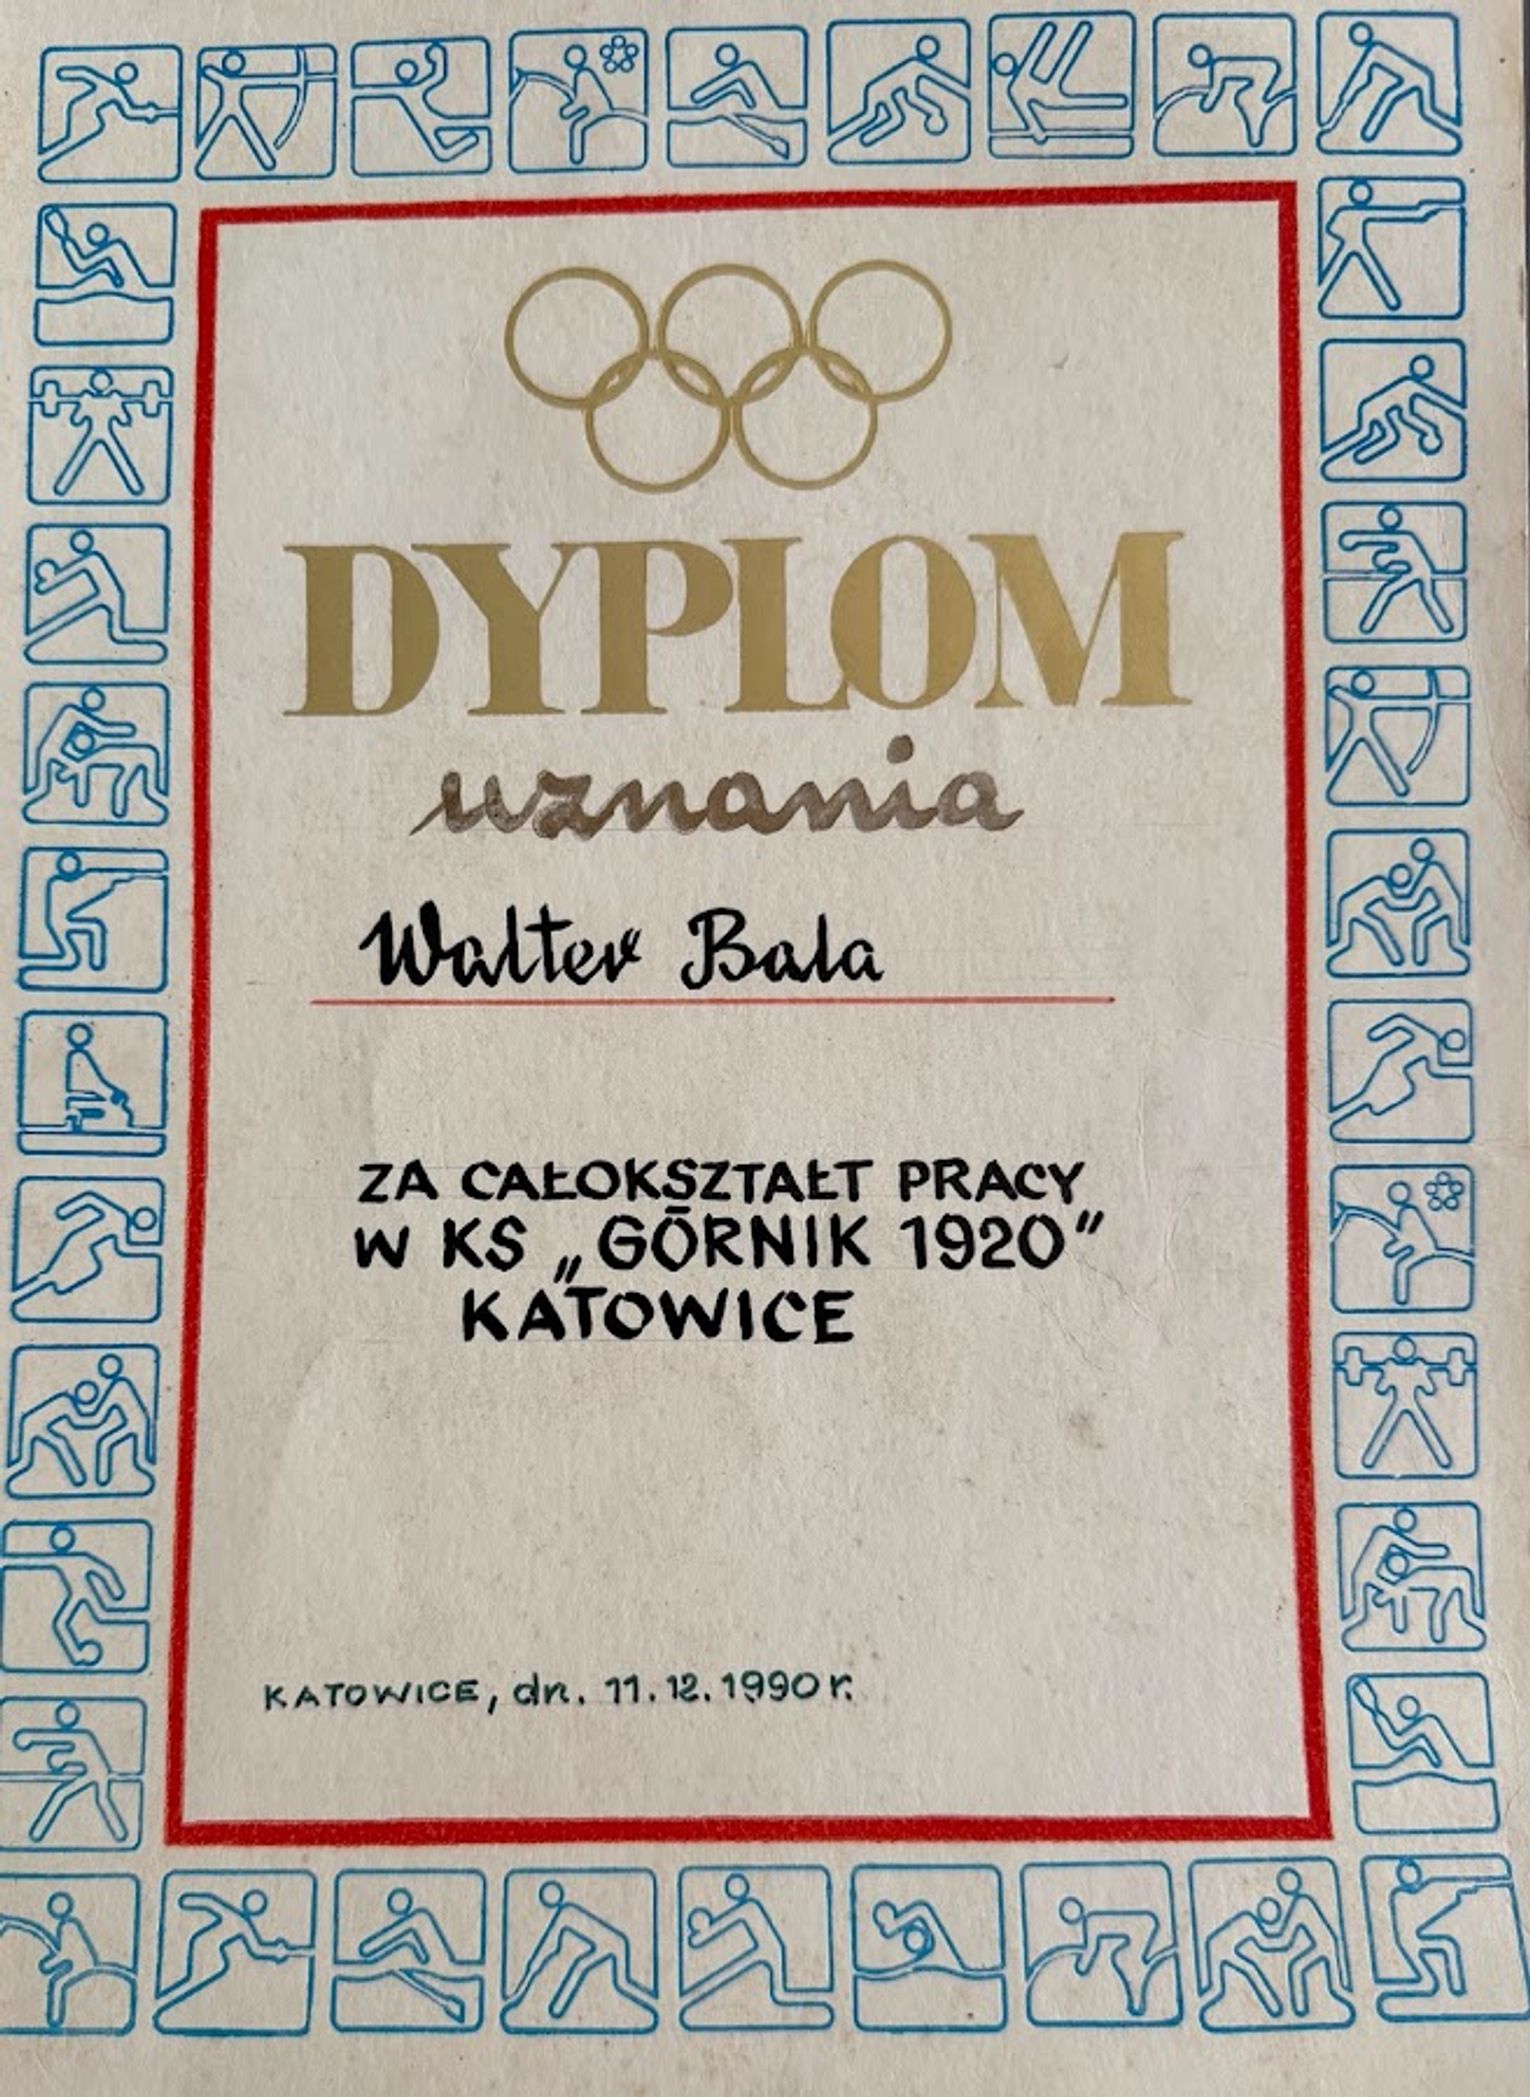 DYPLOM
uznania
Walter Bala
ZA CAŁOKSZTAŁT PRACY
W KS „GÓRNIK 1920”
KATOWICE
KATOWICE, dn. 11.12.1990 r.